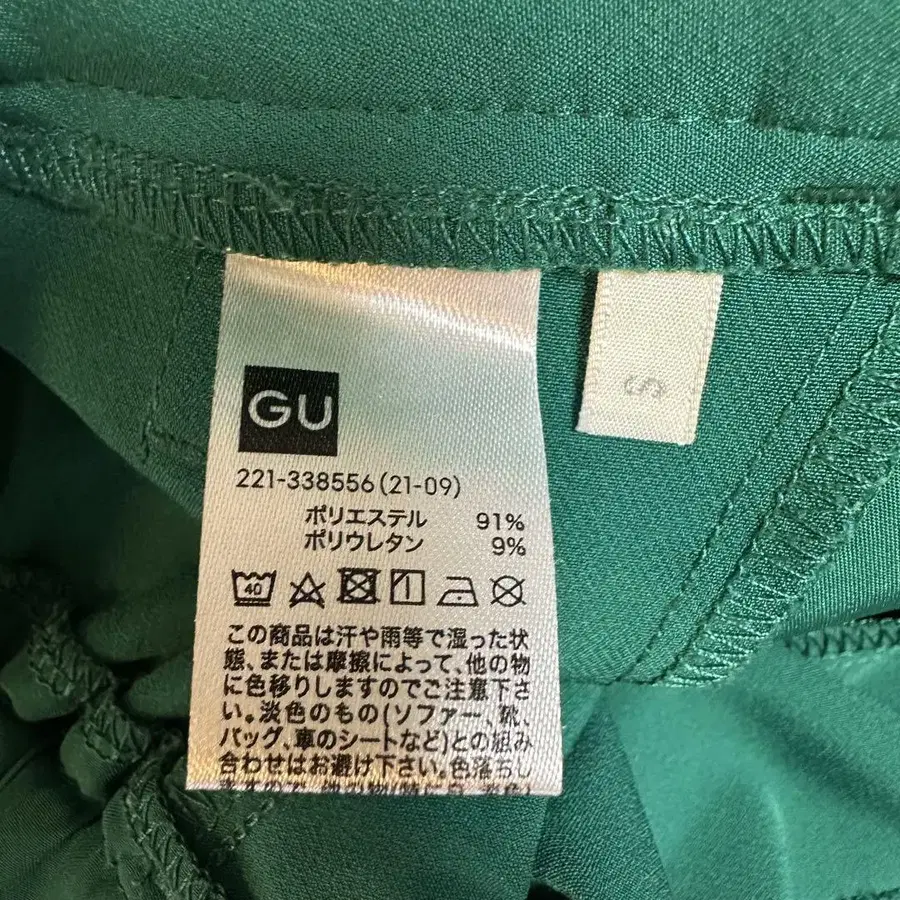 GU
S
221-338556(21-09)
ポリエステル 91%
ポリウレタン 9%
40
この商品は汗や雨等で湿った状
態、または摩擦によって、他の物
に色移りしますのでご注意下さ
い。淡色のもの(ソファー、靴、
バッグ、車のシートなど)との組み
合わせはお避け下さい。色落ちし
ますので